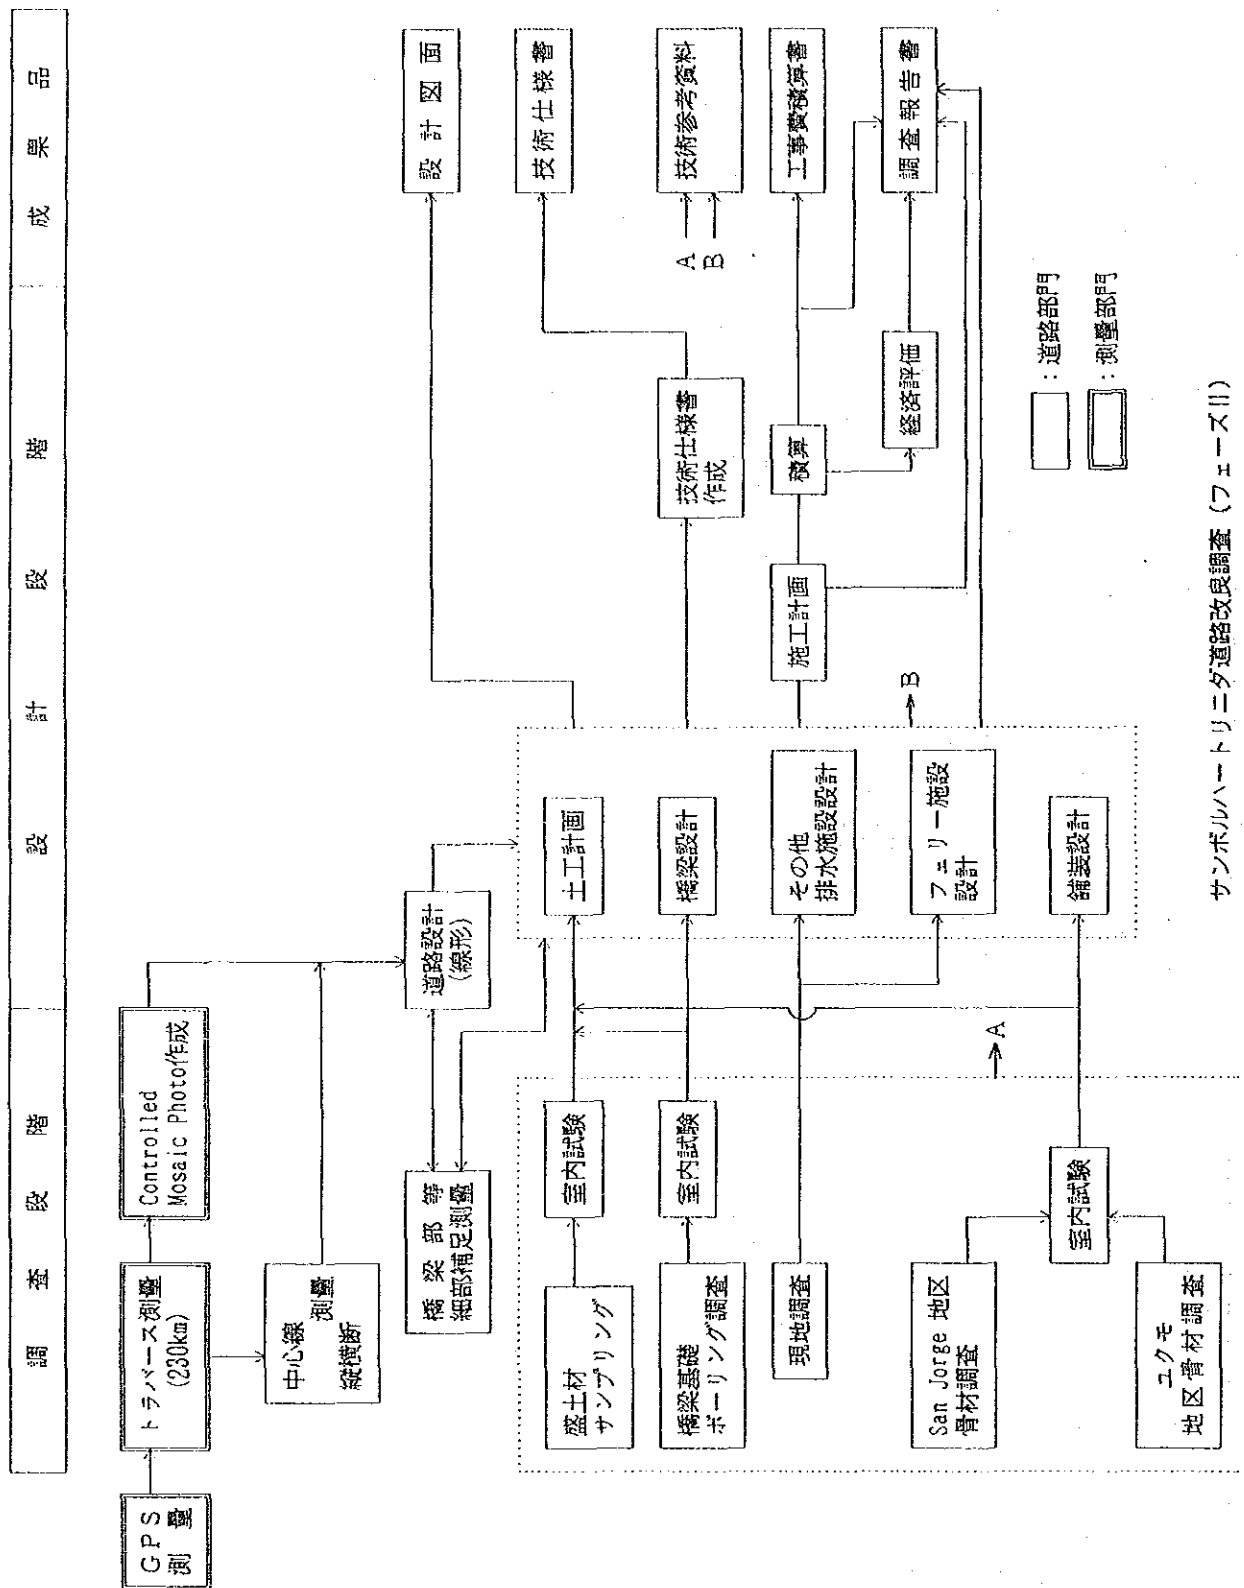 調査段階
設計段階
成果品
GPS
測量
トラバース測量
(230km)
Controlled
Mosaic Photo作成
中心線
測量
縦横断
橋梁部等
細部補足測量
道路設計
(線形)
盛土材
サンプリング
室内試験
土工計画
橋梁基礎
ボーリング調査
室内試験
橋梁設計
現地調査
その他
排水施設設計
フェリー施設
設計
San Jorge 地区
骨材調査
室内試験
舗装設計
ユクモ
地区骨材調査
A
B
設計図面
技術仕様書
作成
技術仕様書
A
B
技術参考資料
施工計画
積算
工事費積算書
経済評価
調査報告書
:道路部門
:測量部門
サンボルハ―トリニダ道路改良調査(フェーズII)